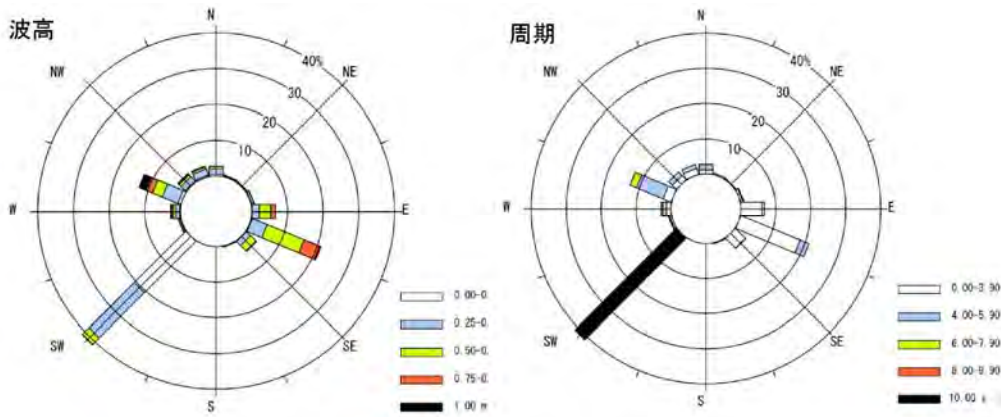 波高
N
NE
E
SE
S
SW
W
NW
10
20
30
40%
0.00-0.
0.25-0.
0.50-0.
0.75-0.
1.00 m
周期
N
NE
E
SE
S
SW
W
NW
10
20
30
40%
0.00-3.90
4.00-5.90
6.00-7.90
8.00-9.90
10.00 s